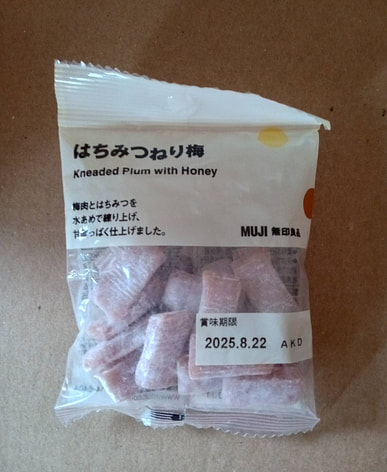 はちみつねり梅
Kneaded Plum with Honey
梅肉とはちみつを
水あめで練り上げ、
甘ずっぱく仕上げました。
MUJI 無印良品
賞味期限
2025.8.22 AKD